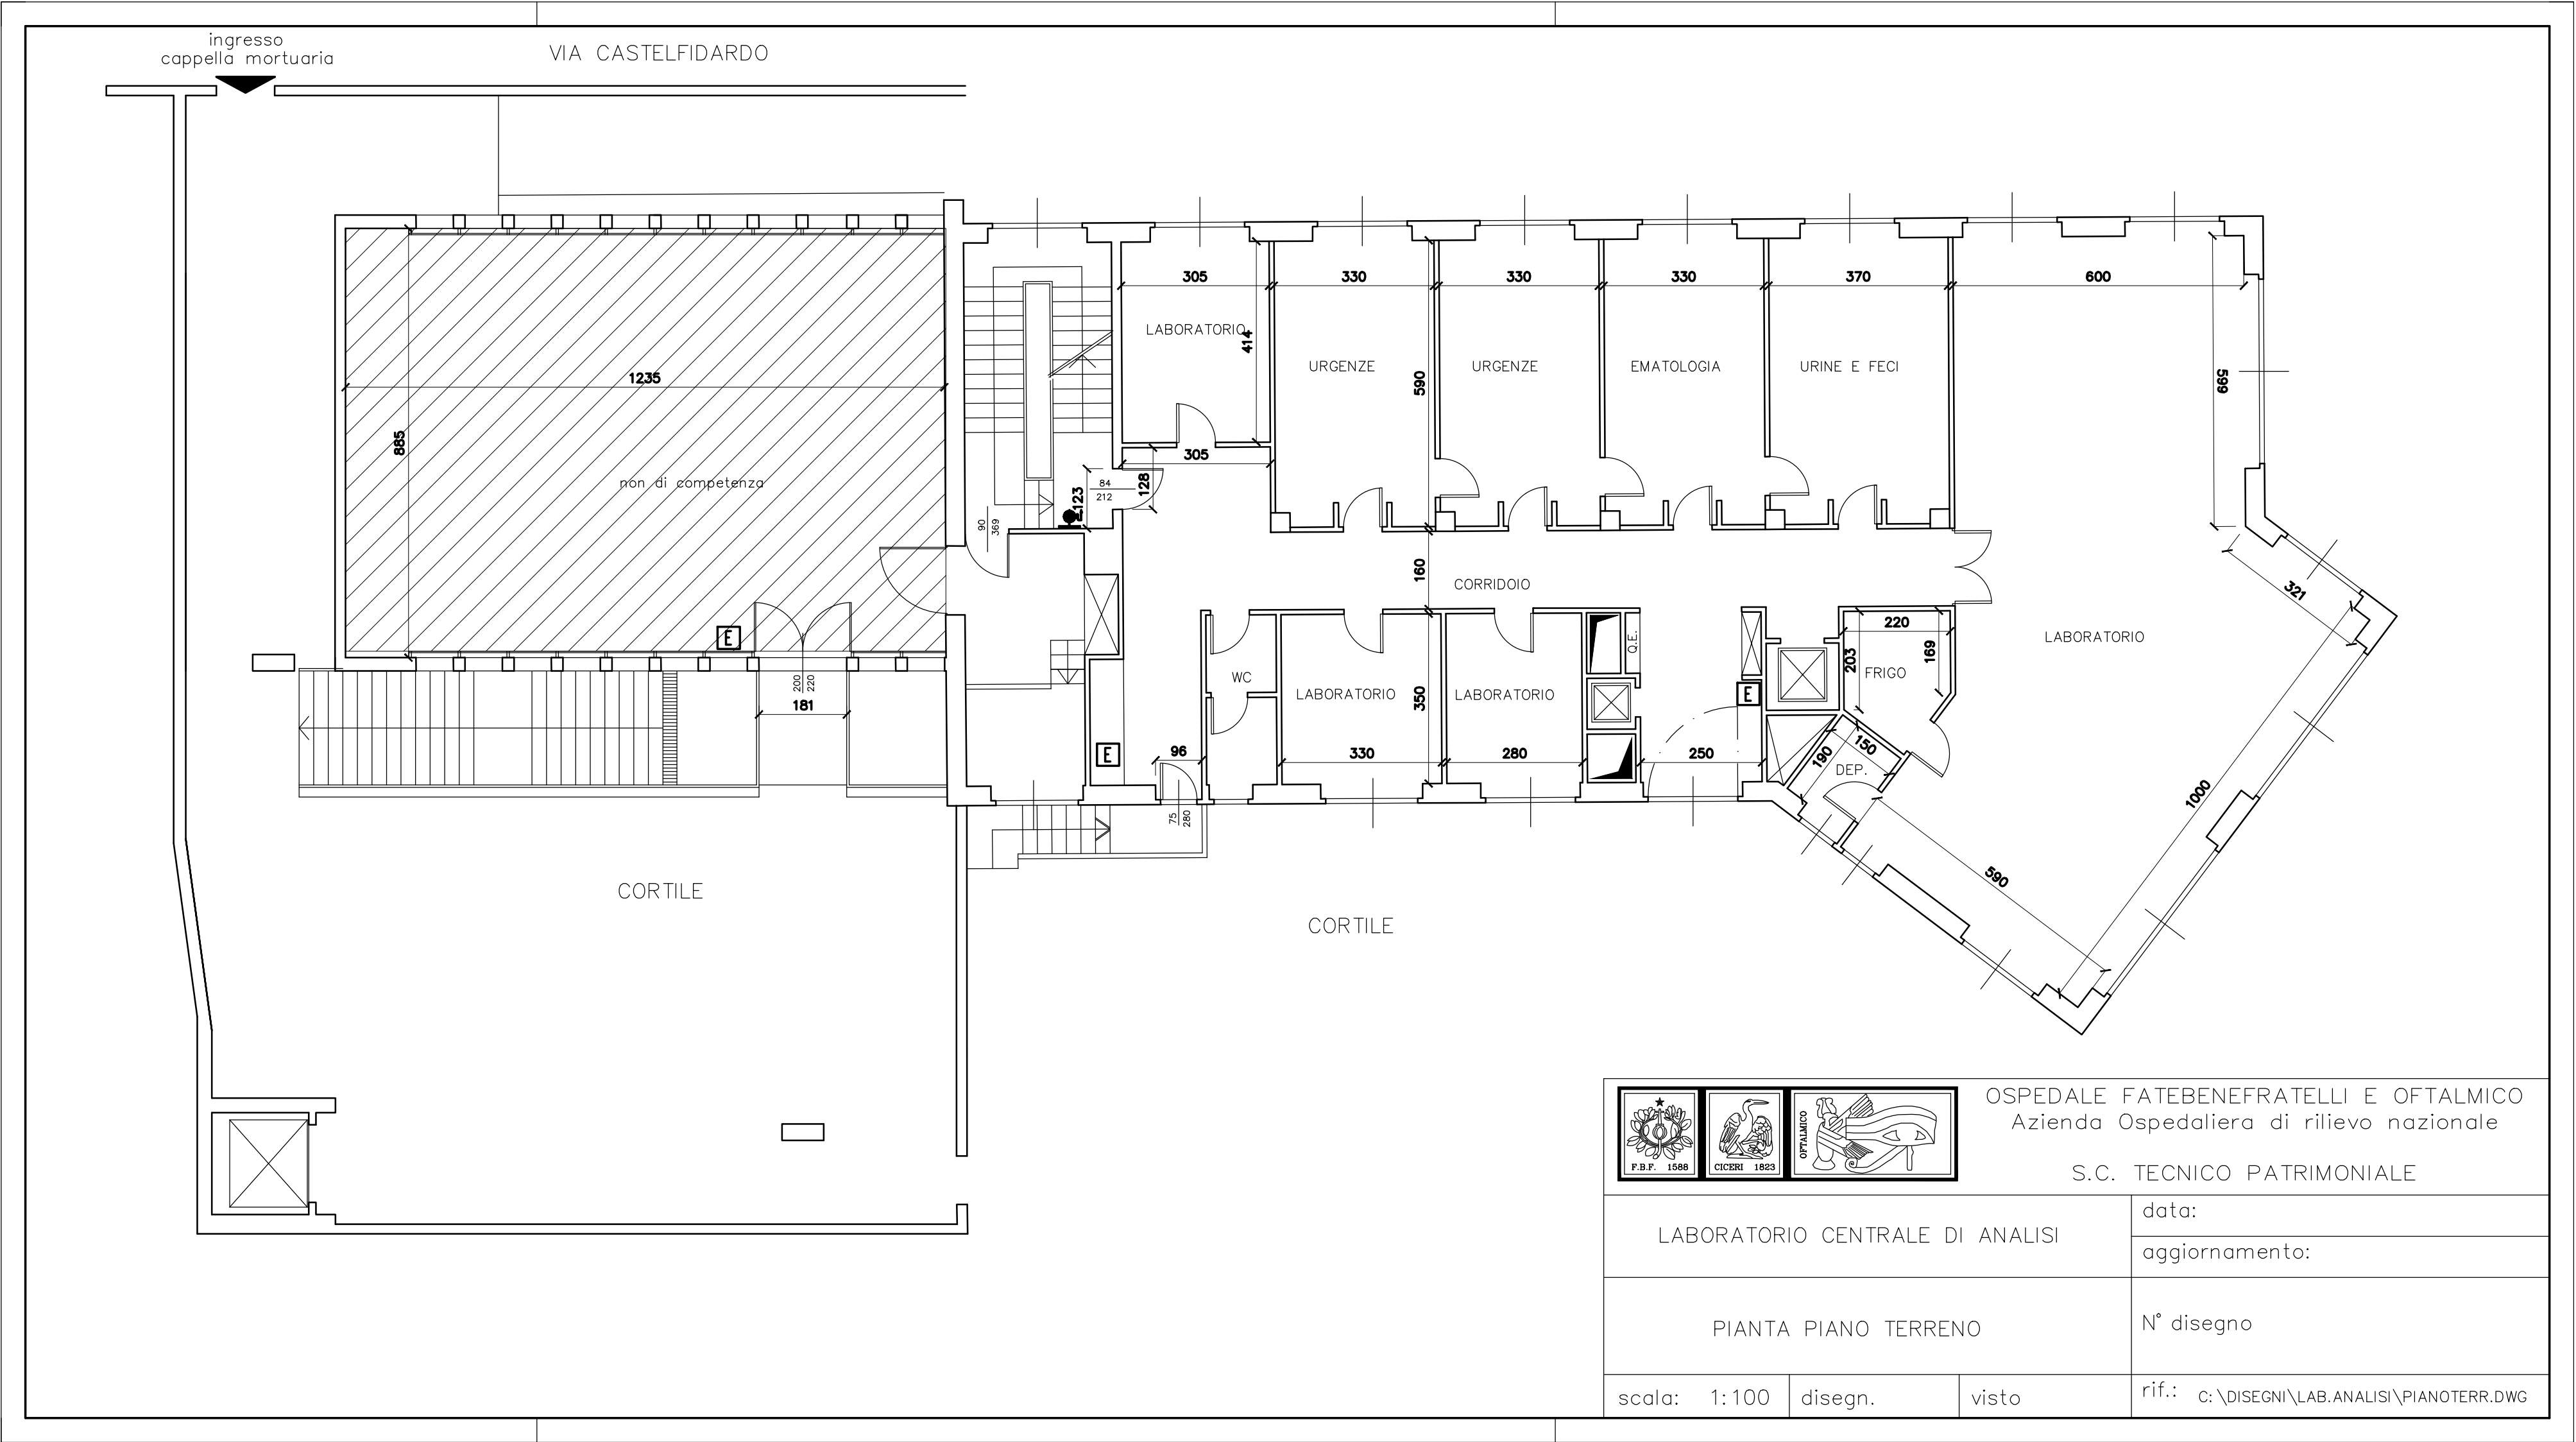 ingresso
cappella mortuaria
VIA CASTELFIDARDO
305
330
330
330
370
600
LABORATORIO
414
URGENZE
590
URGENZE
EMATOLOGIA
URINE E FECI
599
1235
885
non di competenza
305
84
212
128
123
90
369
160
CORRIDOIO
321
E
200
220
181
WC
LABORATORIO
350
LABORATORIO
Q.E.
E
220
203
169
FRIGO
LABORATORIO
E
96
330
280
250
190
150
DEP.
75
280
590
1000
CORTILE
CORTILE
F.B.F. 1588
CICERI 1823
OFTALMICO
OSPEDALE FATEBENEFRATELLI E OFTALMICO
Azienda Ospedaliera di rilievo nazionale
S.C. TECNICO PATRIMONIALE
LABORATORIO CENTRALE DI ANALISI
data:
aggiornamento:
PIANTA PIANO TERRENO
N° disegno
scala: 1:100
disegn.
visto
rif.: C:\DISEGNI\LAB.ANALISI\PIANOTERR.DWG